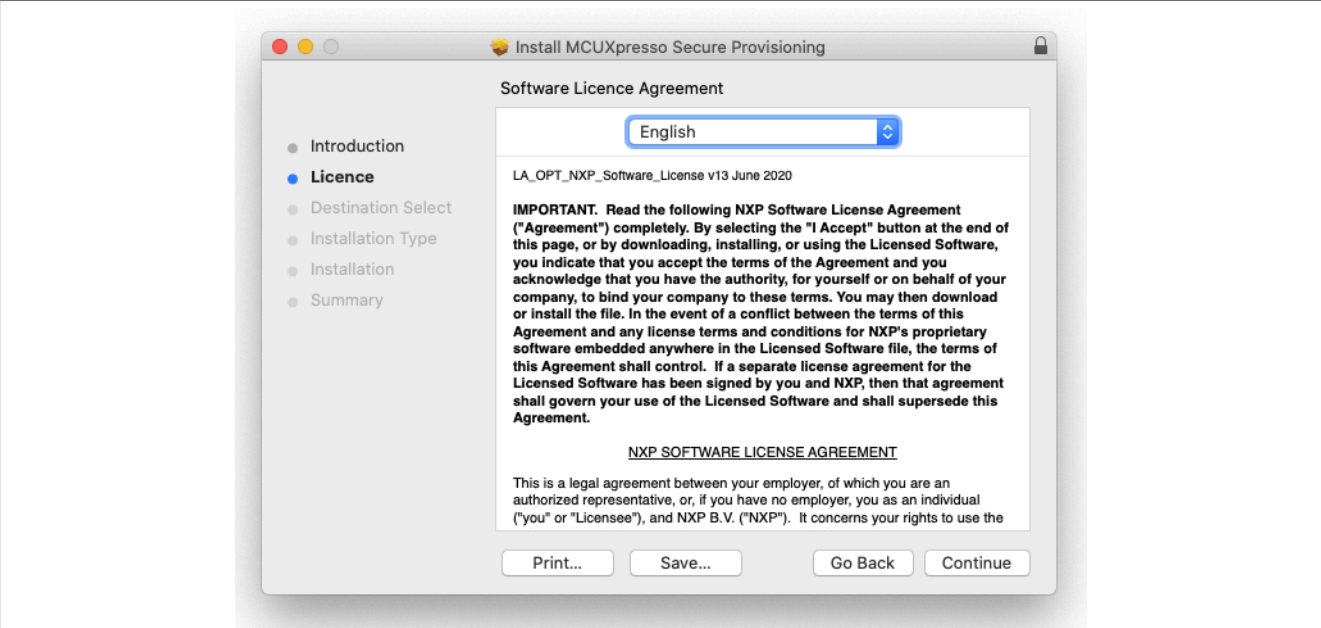 Install MCUXpresso Secure Provisioning
Software Licence Agreement
Introduction
Licence
Destination Select
Installation Type
Installation
Summary
English
LA_OPT_NXP_Software_License v13 June 2020
IMPORTANT.  Read the following NXP Software License Agreement
("Agreement") completely. By selecting the "I Accept" button at the end of
this page, or by downloading, installing, or using the Licensed Software,
you indicate that you accept the terms of the Agreement and you
acknowledge that you have the authority, for yourself or on behalf of your
company, to bind your company to these terms. You may then download
or install the file. In the event of a conflict between the terms of this
Agreement and any license terms and conditions for NXP's proprietary
software embedded anywhere in the Licensed Software file, the terms of
this Agreement shall control.  If a separate license agreement for the
Licensed Software has been signed by you and NXP, then that agreement
shall govern your use of the Licensed Software and shall supersede this
Agreement.
NXP SOFTWARE LICENSE AGREEMENT
This is a legal agreement between your employer, of which you are an
authorized representative, or, if you have no employer, you as an individual
("you" or "Licensee"), and NXP B.V. ("NXP").  It concerns your rights to use the
Print...
Save...
Go Back
Continue